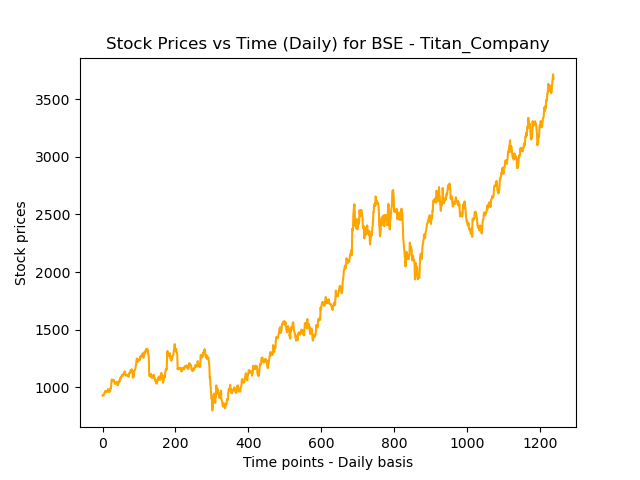 Stock Prices vs Time (Daily) for BSE - Titan_Company
Stock prices
3500
3000
2500
2000
1500
1000
0 200 400 600 800 1000 1200
Time points - Daily basis